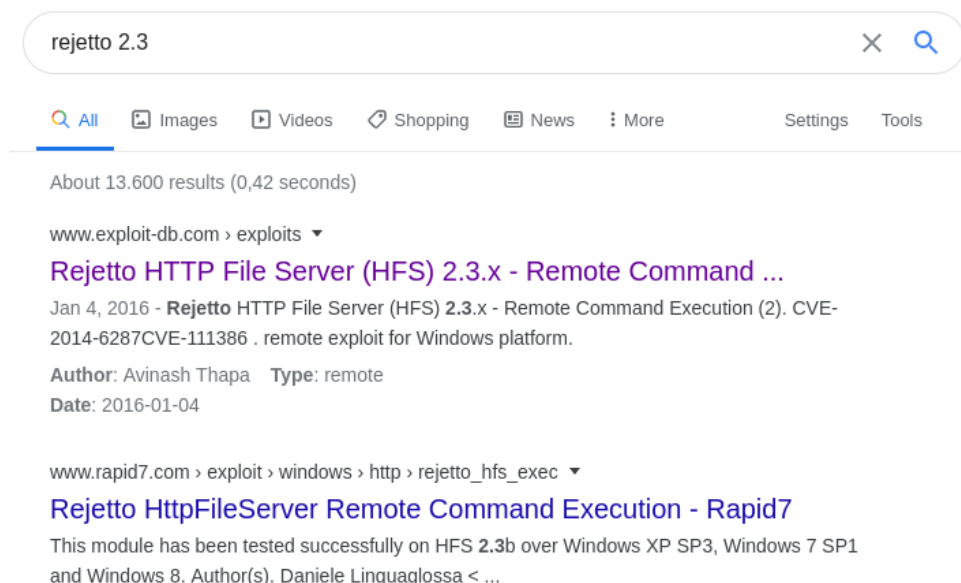 rejetto 2.3
All Images Videos Shopping News More Settings Tools
About 13.600 results (0,42 seconds)
www.exploit-db.com › exploits
Rejetto HTTP File Server (HFS) 2.3.x - Remote Command ...
Jan 4, 2016 - Rejetto HTTP File Server (HFS) 2.3.x - Remote Command Execution (2). CVE-
2014-6287CVE-111386 . remote exploit for Windows platform.
Author: Avinash Thapa Type: remote
Date: 2016-01-04
www.rapid7.com › exploit › windows › http › rejetto_hfs_exec
Rejetto HttpFileServer Remote Command Execution - Rapid7
This module has been tested successfully on HFS 2.3b over Windows XP SP3, Windows 7 SP1
and Windows 8. Author(s). Daniele Linguaglossa < ...